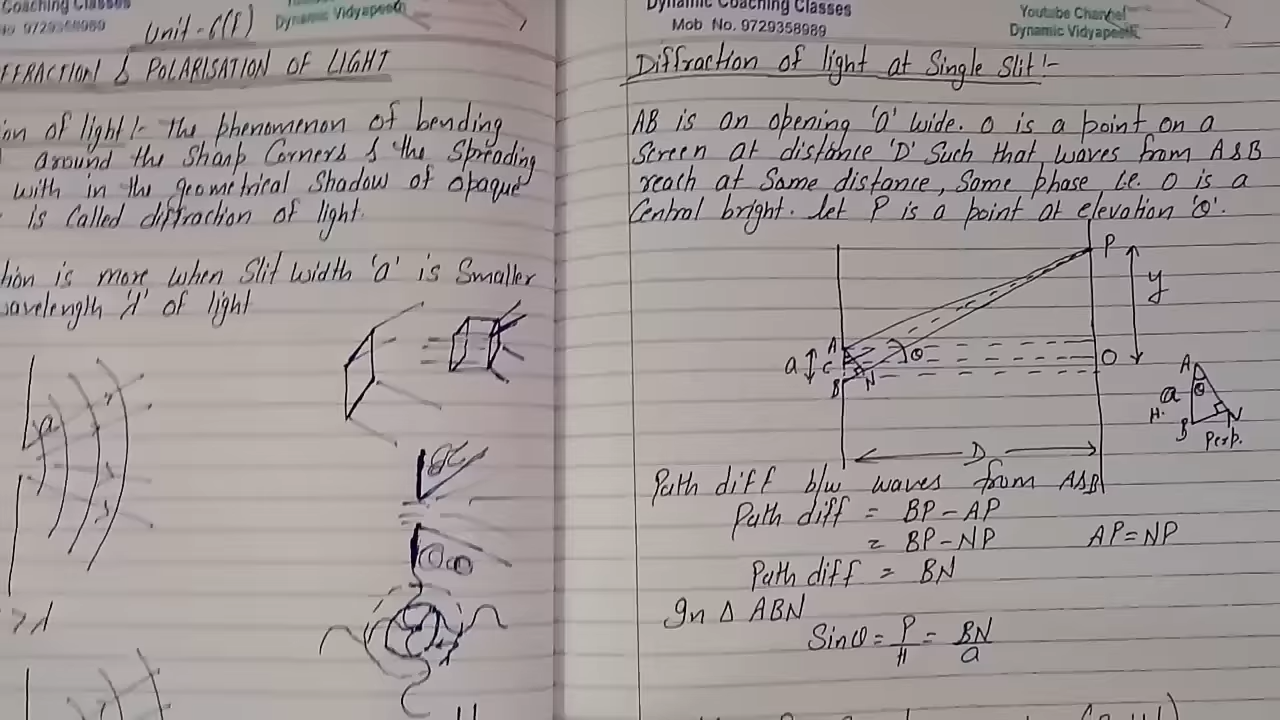 Coaching Classes
No. 9729358989
Dynamic Vidyapeeth
Unit-6(F)
FFRACTION & POLARISATION OF LIGHT
ion of light :- The phenomenon of bending
around the Sharp Corners & the Spreading
with in the geometrical Shadow of opaque
is Called diffraction of light.
tion is more when Slit width 'a' is Smaller
wavelength 'λ' of light
a
>λ
Dynamic Coaching Classes
Mob No. 9729358989
Youtube Channel
Dynamic Vidyapeeth
Diffraction of light at Single Slit :-
AB is an opening 'a' wide. O is a point on a
Screen at distance 'D' Such that, waves from A&B
reach at Same distance, Same phase, i.e. O is a
Central bright. Let P is a point at elevation 'θ'.
P
y
A
a
C
B
N
θ
O
D
A
a
θ
H.
B
N
Perp.
Path diff b/w waves from A&B
Path diff = BP - AP
= BP - NP AP = NP
Path diff = BN
In Δ ABN
Sinθ = P/H = BN/a